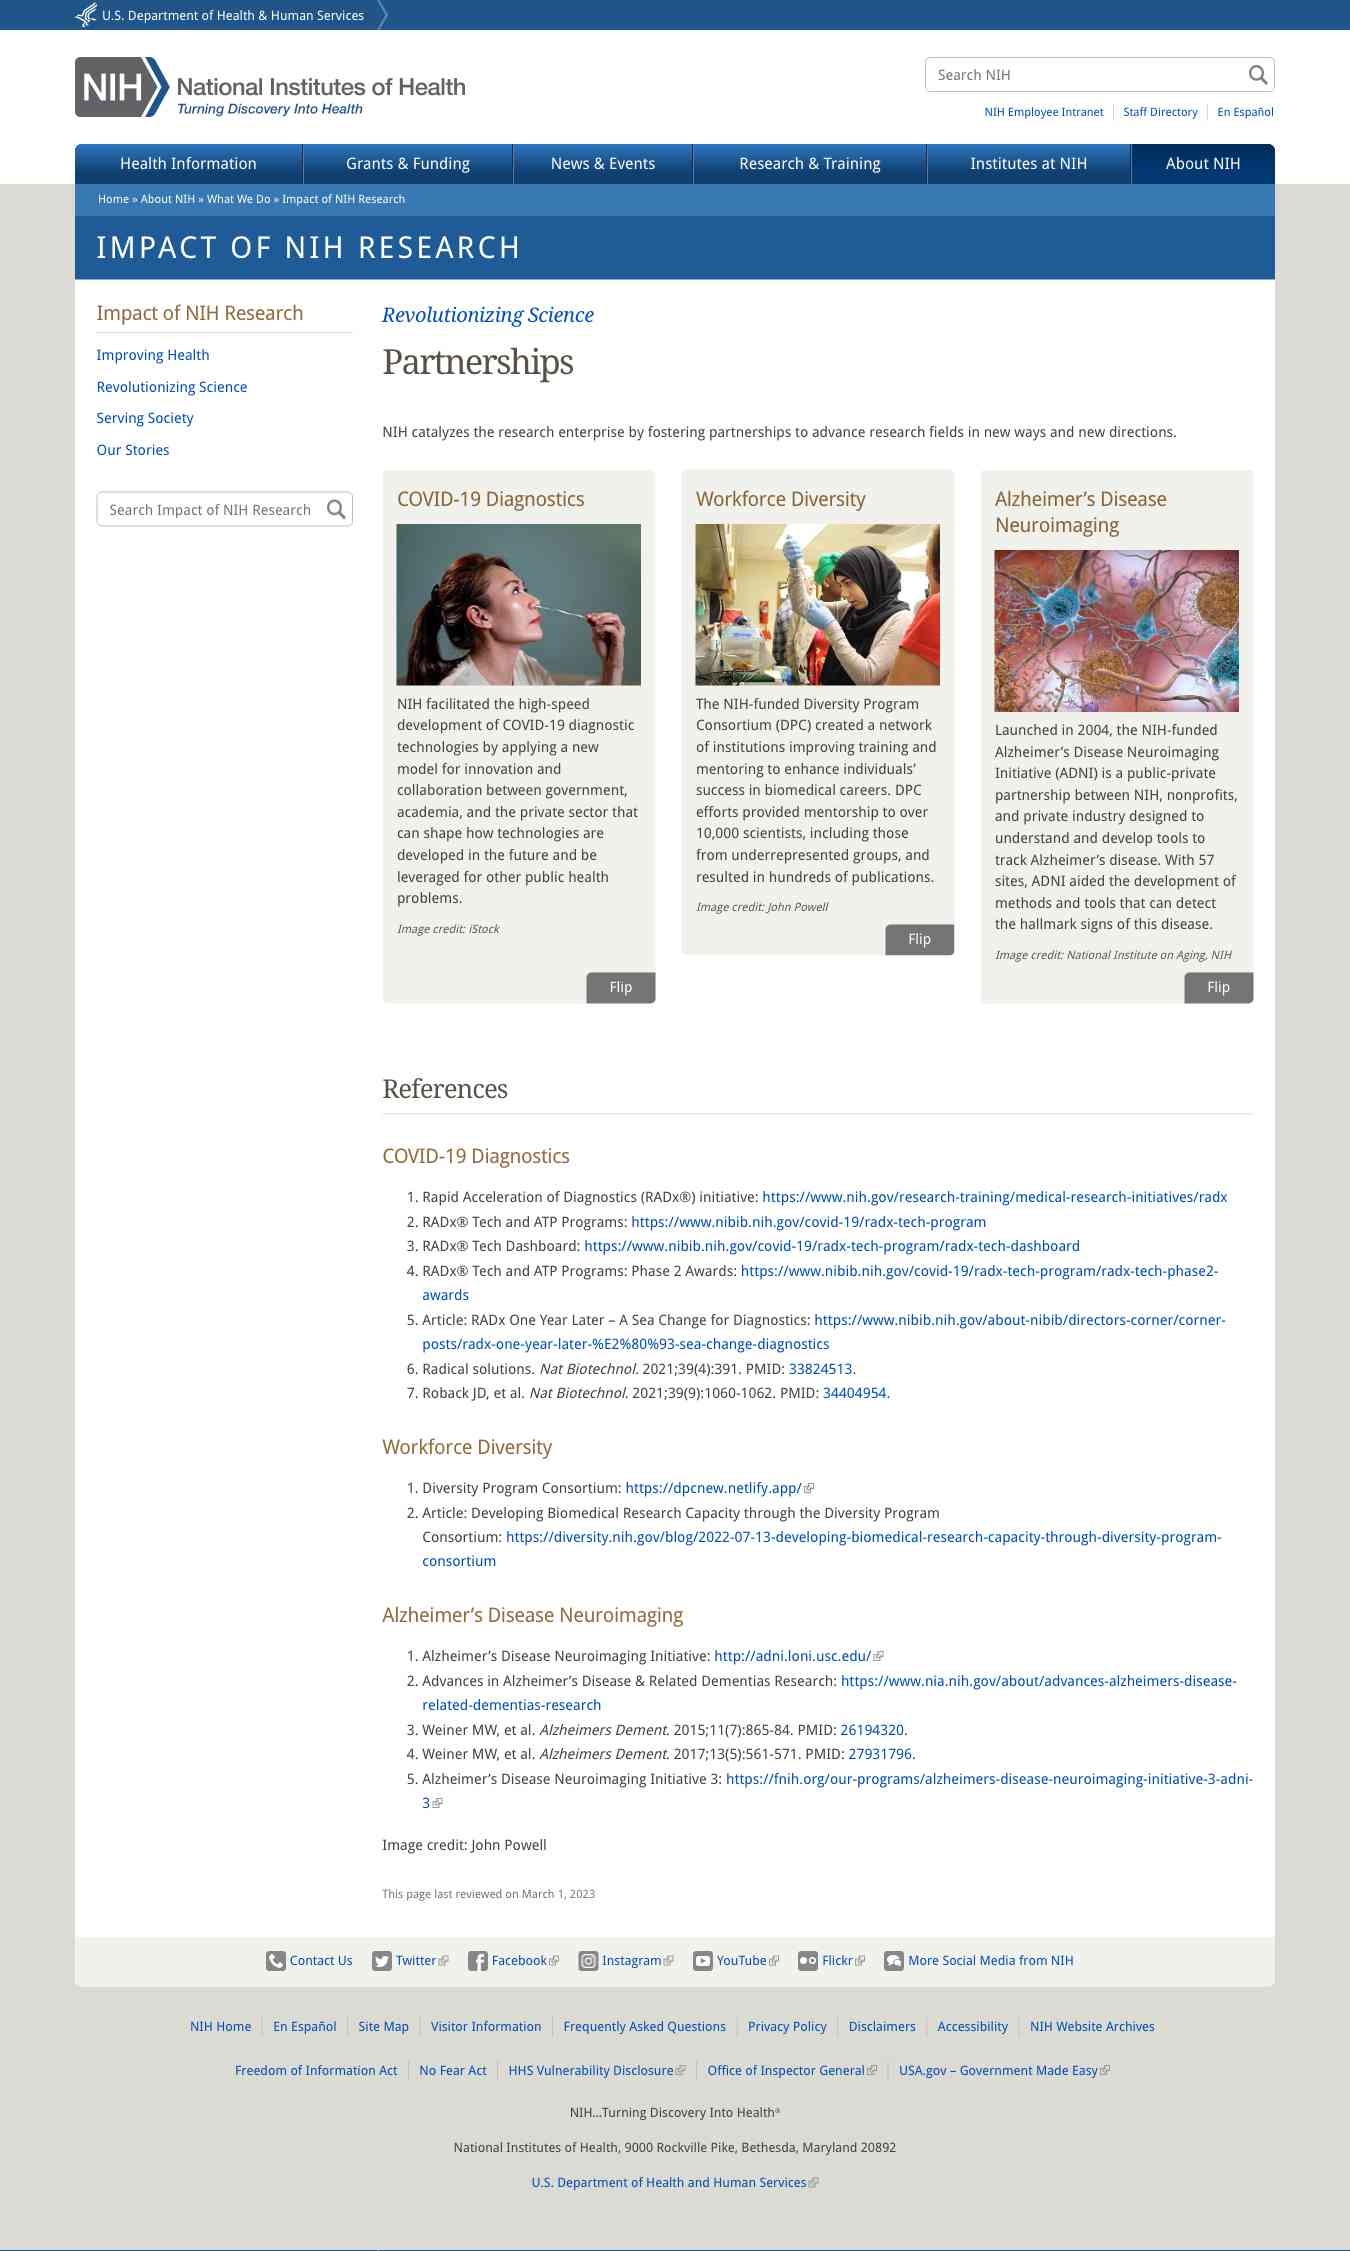 U.S. Department of Health & Human Services
NIH
National Institutes of Health
Turning Discovery Into Health
Search NIH
NIH Employee Intranet
Staff Directory
En Español
Health Information
Grants & Funding
News & Events
Research & Training
Institutes at NIH
About NIH
Home » About NIH » What We Do » Impact of NIH Research
IMPACT OF NIH RESEARCH
Impact of NIH Research
Improving Health
Revolutionizing Science
Serving Society
Our Stories
Search Impact of NIH Research
Revolutionizing Science
Partnerships
NIH catalyzes the research enterprise by fostering partnerships to advance research fields in new ways and new directions.
COVID-19 Diagnostics
NIH facilitated the high-speed
development of COVID-19 diagnostic
technologies by applying a new
model for innovation and
collaboration between government,
academia, and the private sector that
can shape how technologies are
developed in the future and be
leveraged for other public health
problems.
Image credit: iStock
Flip
Workforce Diversity
The NIH-funded Diversity Program
Consortium (DPC) created a network
of institutions improving training and
mentoring to enhance individuals’
success in biomedical careers. DPC
efforts provided mentorship to over
10,000 scientists, including those
from underrepresented groups, and
resulted in hundreds of publications.
Image credit: John Powell
Flip
Alzheimer’s Disease
Neuroimaging
Launched in 2004, the NIH-funded
Alzheimer’s Disease Neuroimaging
Initiative (ADNI) is a public-private
partnership between NIH, nonprofits,
and private industry designed to
understand and develop tools to
track Alzheimer’s disease. With 57
sites, ADNI aided the development of
methods and tools that can detect
the hallmark signs of this disease.
Image credit: National Institute on Aging, NIH
Flip
References
COVID-19 Diagnostics
1. Rapid Acceleration of Diagnostics (RADx®) initiative: https://www.nih.gov/research-training/medical-research-initiatives/radx
2. RADx® Tech and ATP Programs: https://www.nibib.nih.gov/covid-19/radx-tech-program
3. RADx® Tech Dashboard: https://www.nibib.nih.gov/covid-19/radx-tech-program/radx-tech-dashboard
4. RADx® Tech and ATP Programs: Phase 2 Awards: https://www.nibib.nih.gov/covid-19/radx-tech-program/radx-tech-phase2-
awards
5. Article: RADx One Year Later – A Sea Change for Diagnostics: https://www.nibib.nih.gov/about-nibib/directors-corner/corner-
posts/radx-one-year-later-%E2%80%93-sea-change-diagnostics
6. Radical solutions. Nat Biotechnol. 2021;39(4):391. PMID: 33824513.
7. Roback JD, et al. Nat Biotechnol. 2021;39(9):1060-1062. PMID: 34404954.
Workforce Diversity
1. Diversity Program Consortium: https://dpcnew.netlify.app/
2. Article: Developing Biomedical Research Capacity through the Diversity Program
Consortium: https://diversity.nih.gov/blog/2022-07-13-developing-biomedical-research-capacity-through-diversity-program-
consortium
Alzheimer’s Disease Neuroimaging
1. Alzheimer’s Disease Neuroimaging Initiative: http://adni.loni.usc.edu/
2. Advances in Alzheimer’s Disease & Related Dementias Research: https://www.nia.nih.gov/about/advances-alzheimers-disease-
related-dementias-research
3. Weiner MW, et al. Alzheimers Dement. 2015;11(7):865-84. PMID: 26194320.
4. Weiner MW, et al. Alzheimers Dement. 2017;13(5):561-571. PMID: 27931796.
5. Alzheimer’s Disease Neuroimaging Initiative 3: https://fnih.org/our-programs/alzheimers-disease-neuroimaging-initiative-3-adni-
3
Image credit: John Powell
This page last reviewed on March 1, 2023
Contact Us
Twitter
Facebook
Instagram
YouTube
Flickr
More Social Media from NIH
NIH Home
En Español
Site Map
Visitor Information
Frequently Asked Questions
Privacy Policy
Disclaimers
Accessibility
NIH Website Archives
Freedom of Information Act
No Fear Act
HHS Vulnerability Disclosure
Office of Inspector General
USA.gov – Government Made Easy
NIH...Turning Discovery Into Health®
National Institutes of Health, 9000 Rockville Pike, Bethesda, Maryland 20892
U.S. Department of Health and Human Services